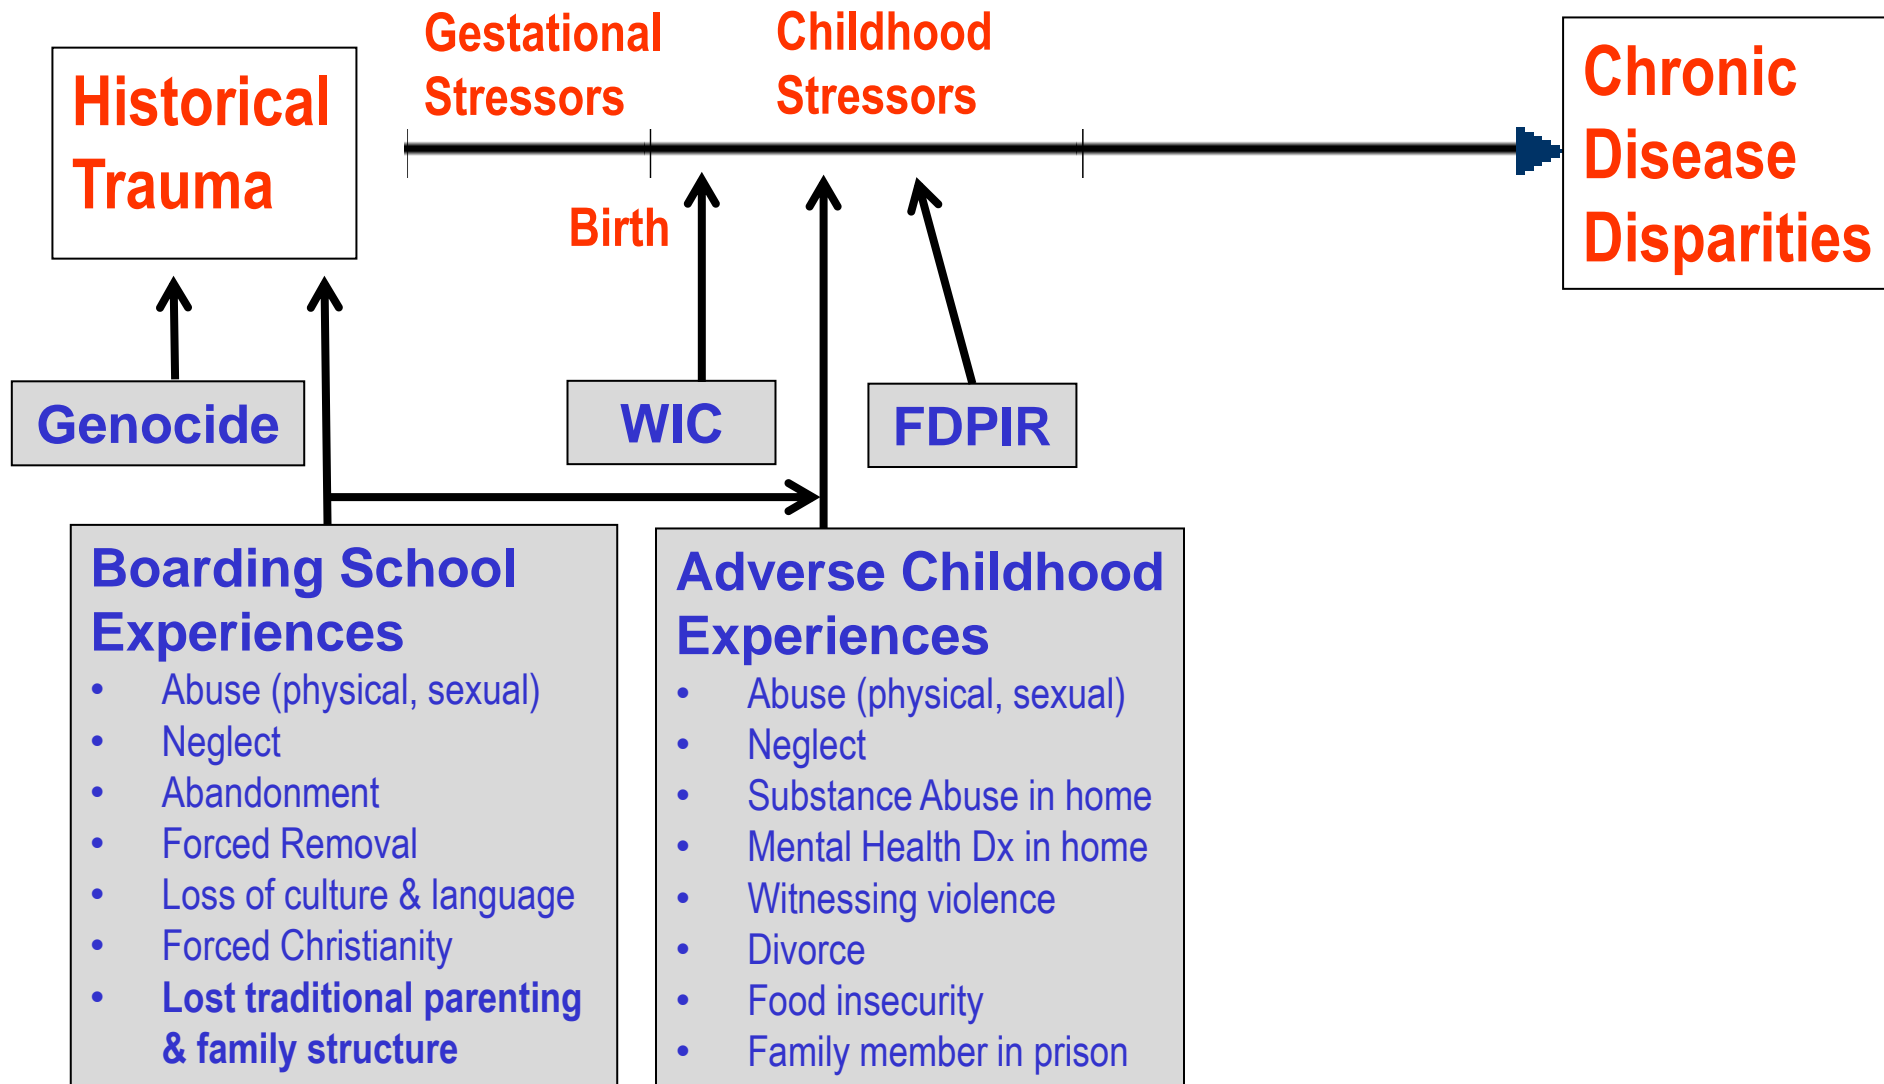 Historical
Trauma
Gestational
Stressors
Childhood
Stressors
Chronic
Disease
Disparities
Birth
Genocide
WIC
FDPIR
Boarding School
Experiences
• Abuse (physical, sexual)
• Neglect
• Abandonment
• Forced Removal
• Loss of culture & language
• Forced Christianity
• Lost traditional parenting
& family structure
Adverse Childhood
Experiences
• Abuse (physical, sexual)
• Neglect
• Substance Abuse in home
• Mental Health Dx in home
• Witnessing violence
• Divorce
• Food insecurity
• Family member in prison